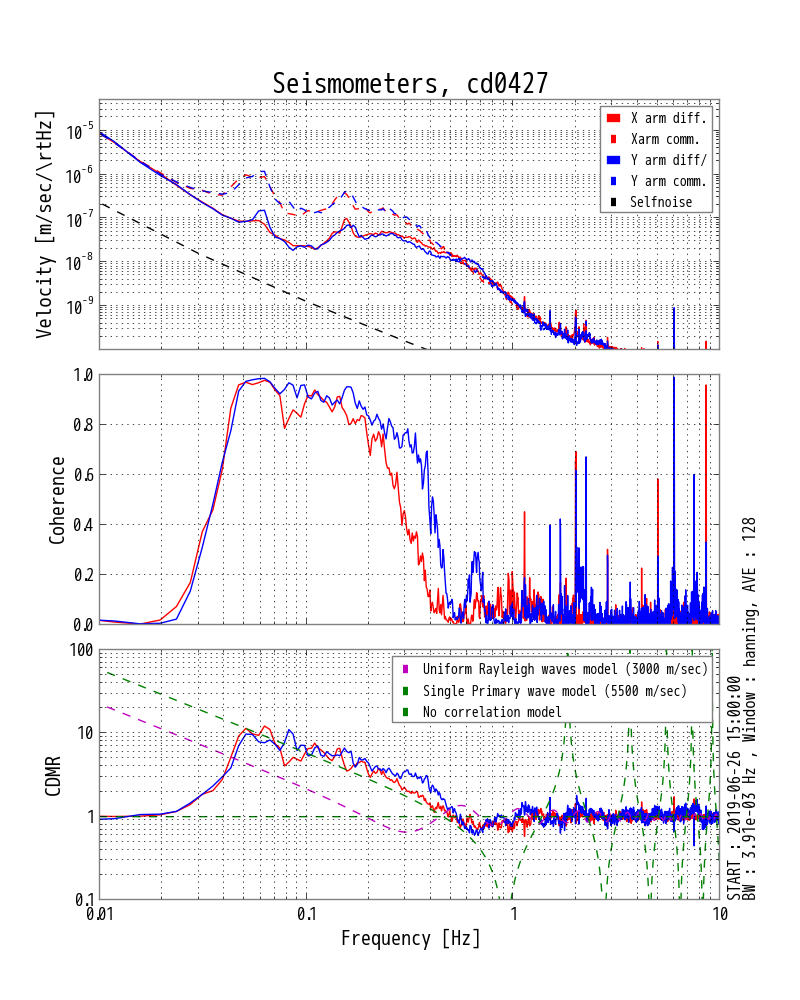 Seismometers, cd0427
Velocity [m/sec/\rtHz]
10^-5
10^-6
10^-7
10^-8
10^-9
X arm diff.
Xarm comm.
Y arm diff/
Y arm comm.
Selfnoise
Coherence
1.0
0.8
0.6
0.4
0.2
0.0
CDMR
100
10
1
0.1
Uniform Rayleigh waves model (3000 m/sec)
Single Primary wave model (5500 m/sec)
No correlation model
0.01
0.1
1
10
Frequency [Hz]
START : 2019-06-26 15:00:00
BW : 3.91e-03 Hz , Window : hanning, AVE : 128